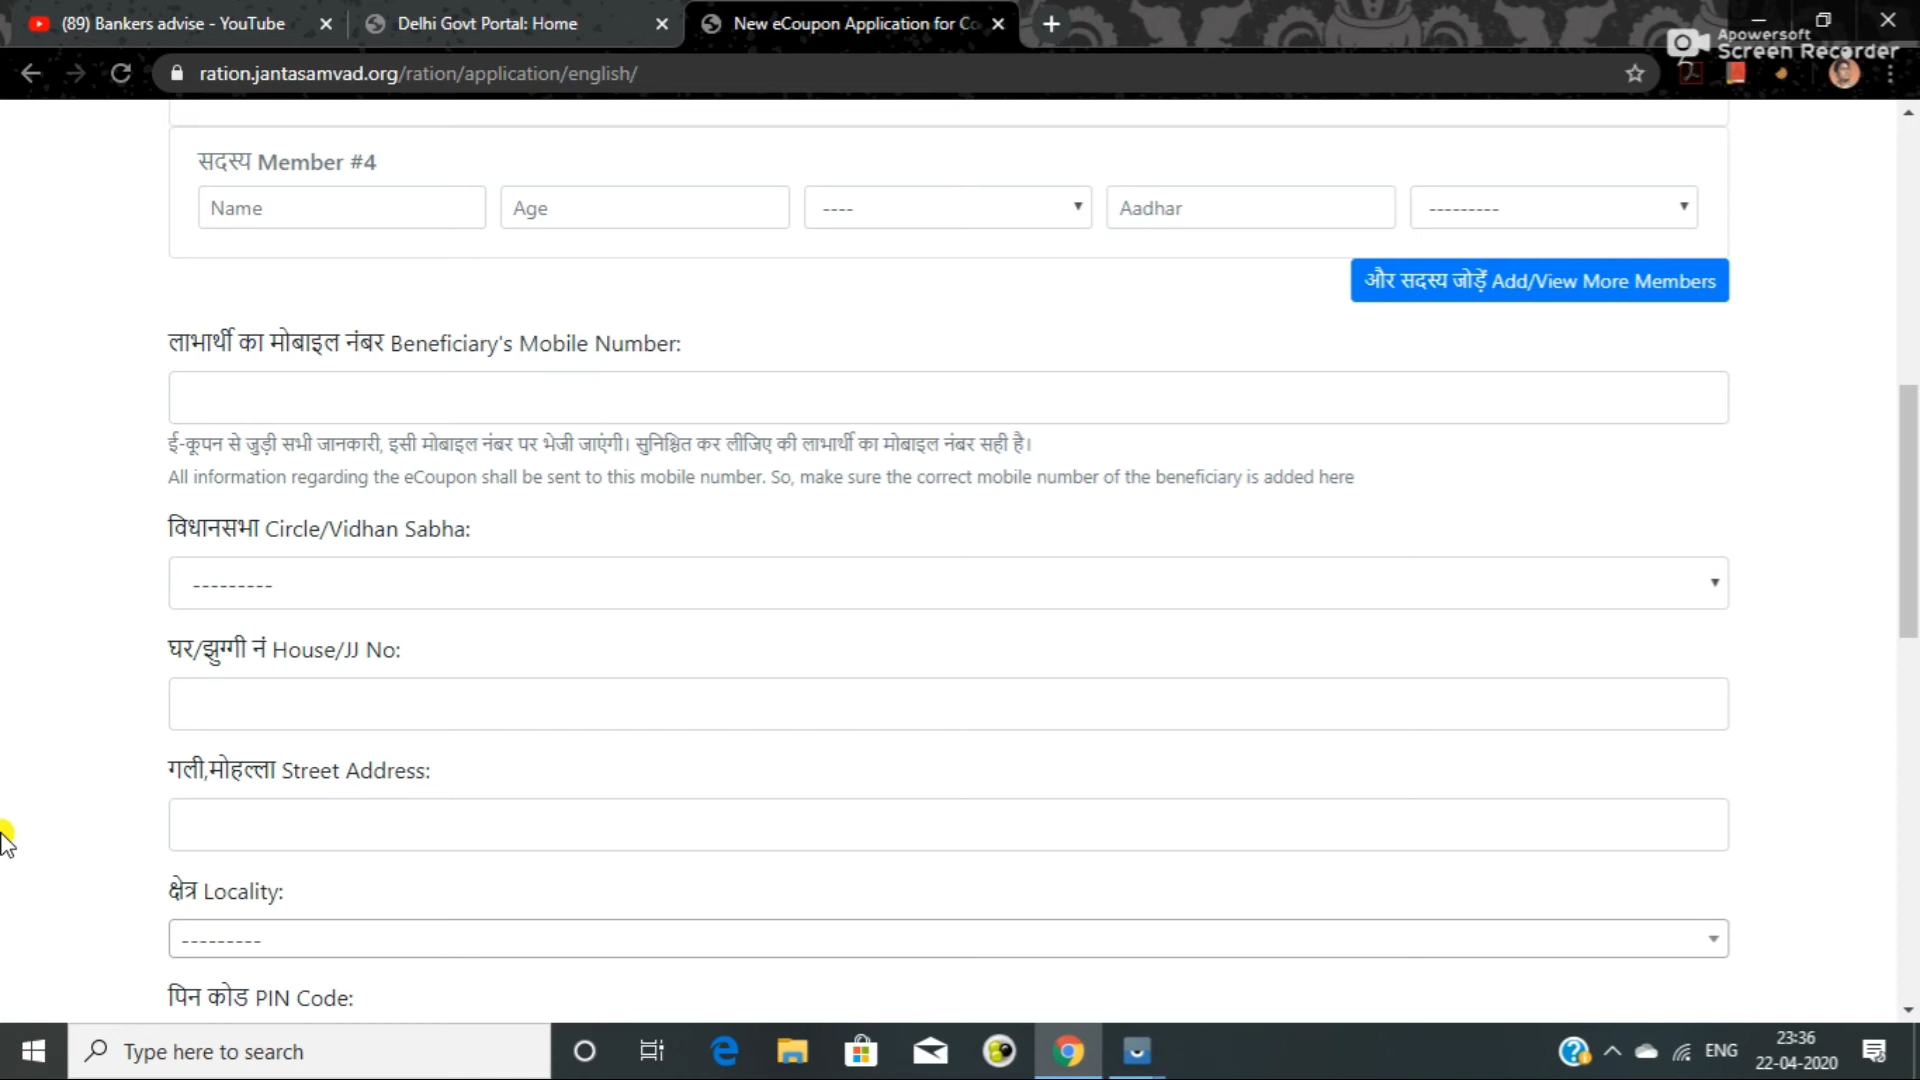 (89) Bankers advise - YouTube
Delhi Govt Portal: Home
New eCoupon Application for Co
Apowersoft
Screen Recorder
ration.jantasamvad.org/ration/application/english/
सदस्य Member #4
Name
Age
----
Aadhar
---------
और सदस्य जोड़ें Add/View More Members
लाभार्थी का मोबाइल नंबर Beneficiary's Mobile Number:
ई-कूपन से जुड़ी सभी जानकारी, इसी मोबाइल नंबर पर भेजी जाएंगी। सुनिश्चित कर लीजिए की लाभार्थी का मोबाइल नंबर सही है।
All information regarding the eCoupon shall be sent to this mobile number. So, make sure the correct mobile number of the beneficiary is added here
विधानसभा Circle/Vidhan Sabha:
---------
घर/झुग्गी नं House/JJ No:
गली,मोहल्ला Street Address:
क्षेत्र Locality:
---------
पिन कोड PIN Code:
Type here to search
ENG
23:36
22-04-2020